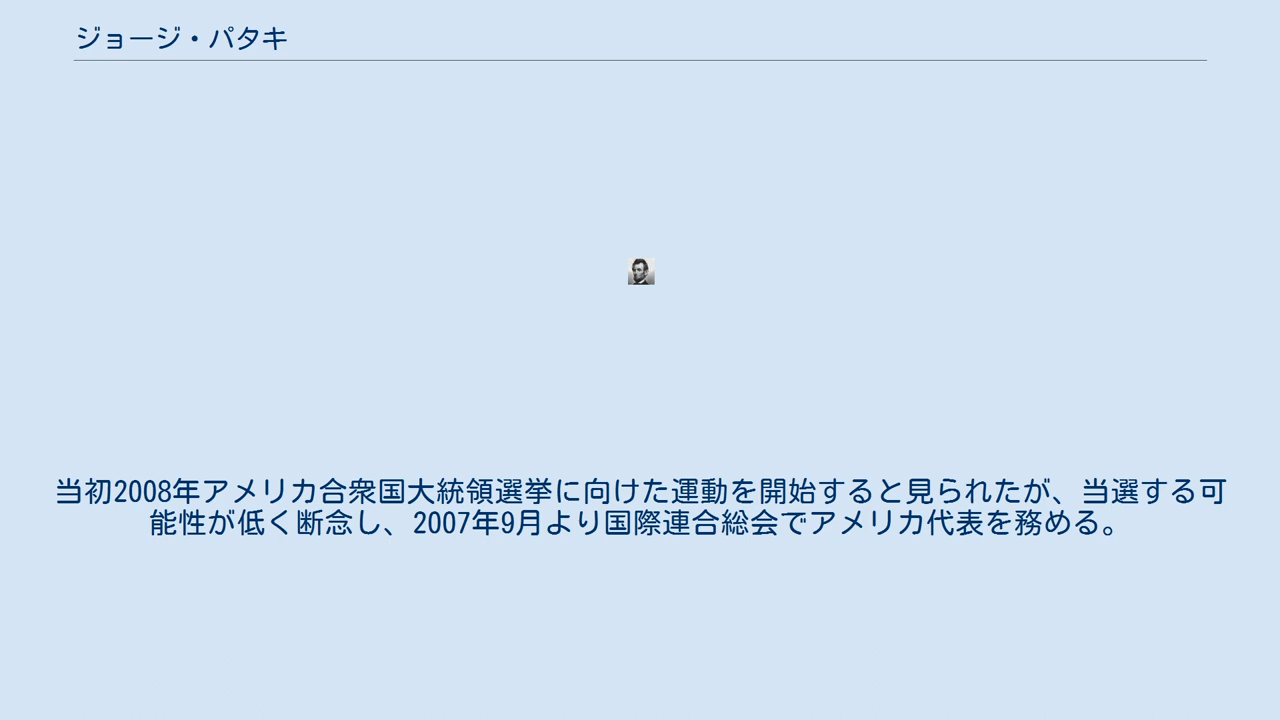 ジョージ・パタキ
当初2008年アメリカ合衆国大統領選挙に向けた運動を開始すると見られたが、当選する可
能性が低く断念し、2007年9月より国際連合総会でアメリカ代表を務める。